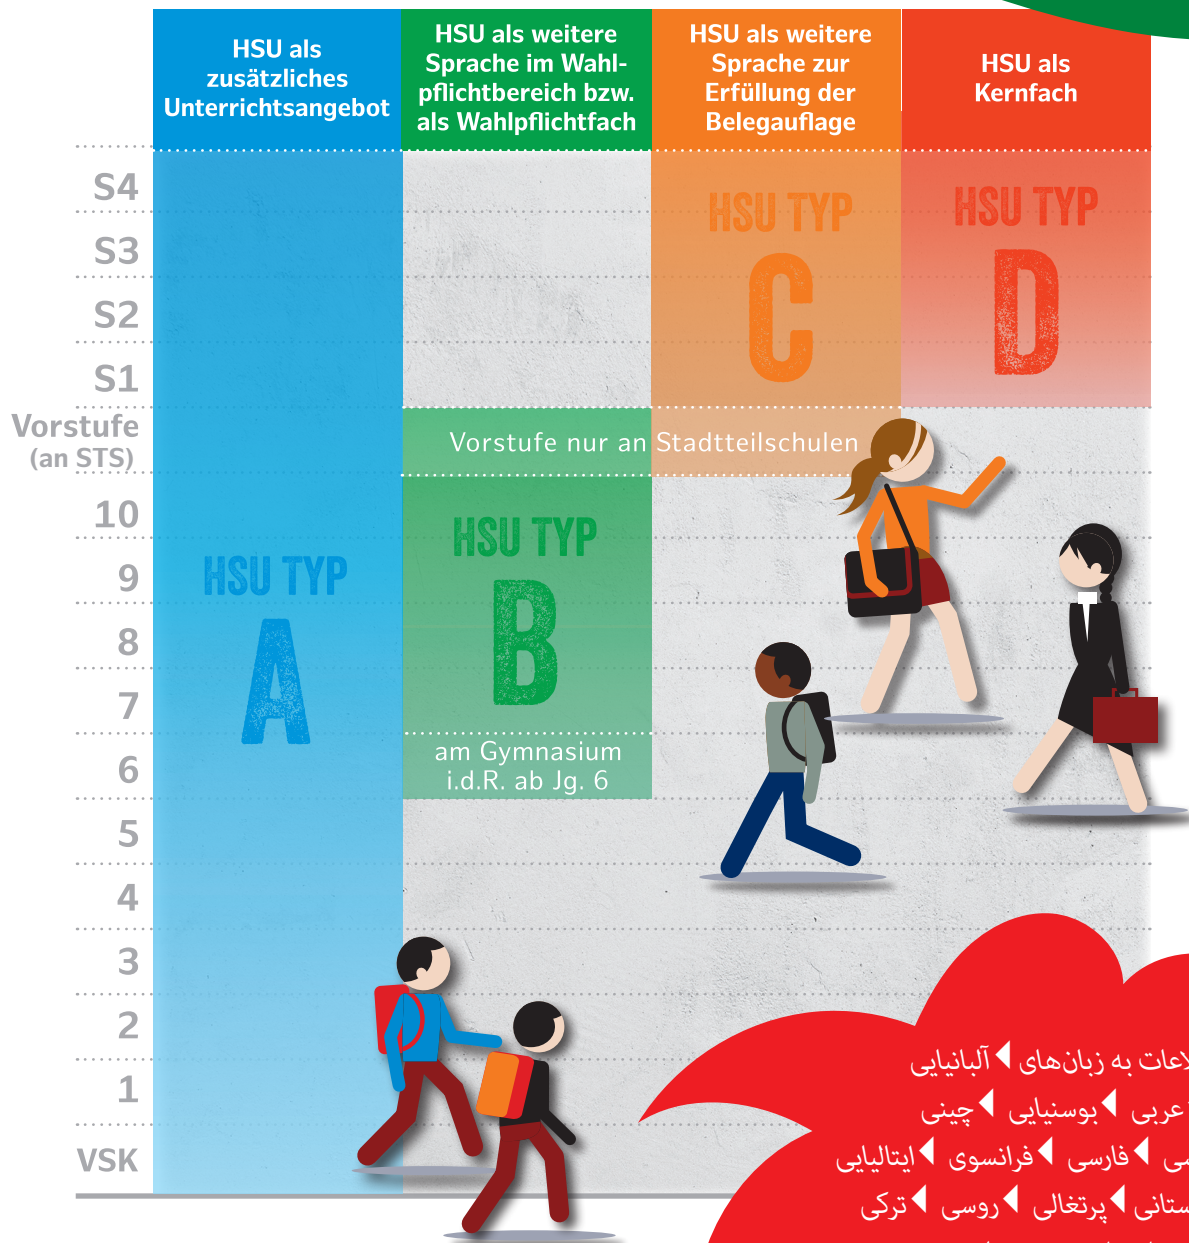 HSU als
zusätzliches
Unterrichtsangebot
HSU als weitere
Sprache im Wahl-
pflichtbereich bzw.
als Wahlpflichtfach
HSU als weitere
Sprache zur
Erfüllung der
Belegauflage
HSU als
Kernfach
S4
S3
S2
S1
Vorstufe
(an STS)
10
9
8
7
6
5
4
3
2
1
VSK
HSU TYP
A
HSU TYP
B
HSU TYP
C
HSU TYP
D
Vorstufe nur an Stadtteilschulen
am Gymnasium
i.d.R. ab Jg. 6
به زبان‌های ◀ آلبانیایی
عربی ◀ بوسنیایی ◀ چینی
◀ فارسی ◀ فرانسوی ◀ ایتالیایی
◀ پرتغالی ◀ روسی ◀ ترکی